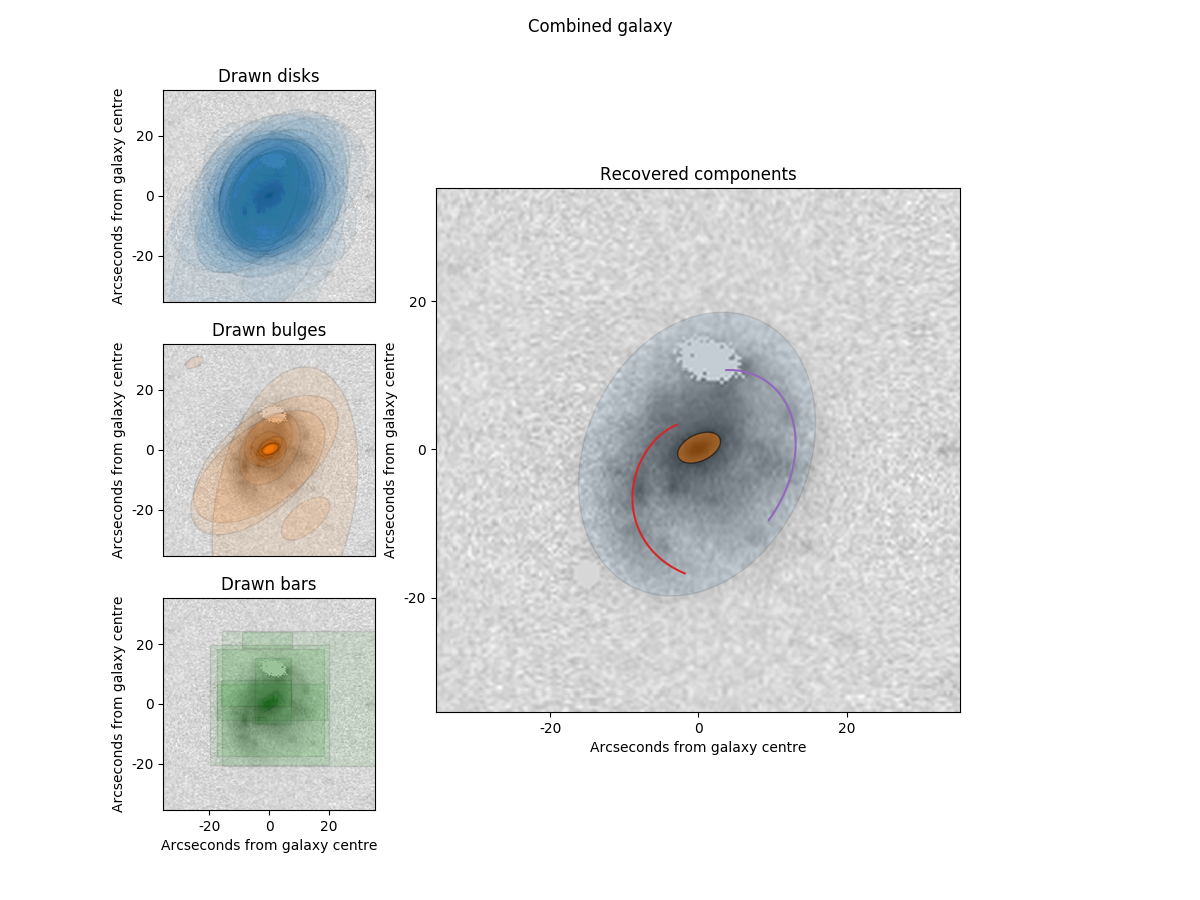 Combined galaxy
Drawn disks
Arcseconds from galaxy centre
20
0
-20
Drawn bulges
Arcseconds from galaxy centre
20
0
-20
Drawn bars
Arcseconds from galaxy centre
20
0
-20
-20 0 20
Arcseconds from galaxy centre
Recovered components
Arcseconds from galaxy centre
20
0
-20
-20 0 20
Arcseconds from galaxy centre